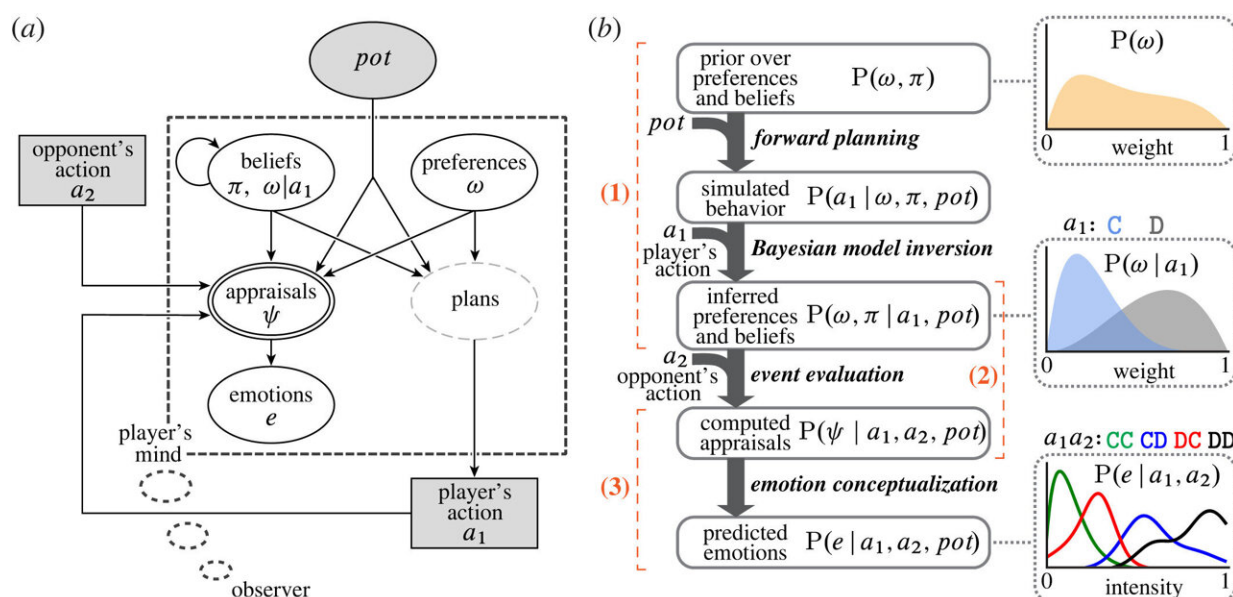 (a)
pot
opponent's
action
a₂
beliefs
π, ω|a₁
preferences
ω
appraisals
ψ
plans
emotions
e
player's
mind
player's
action
a₁
observer
(b)
prior over
preferences
and beliefs
P(ω, π)
pot
forward planning
(1)
simulated
behavior
P(a₁ | ω, π, pot)
a₁
player's
action
Bayesian model inversion
inferred
preferences
and beliefs
P(ω, π | a₁, pot)
a₂
opponent's
action
event evaluation
(2)
computed
appraisals
P(ψ | a₁, a₂, pot)
(3)
emotion conceptualization
predicted
emotions
P(e | a₁, a₂, pot)
P(ω)
0 weight 1
a₁: C D
P(ω | a₁)
0 weight 1
a₁a₂: CC CD DC DD
P(e | a₁, a₂)
0 intensity 1